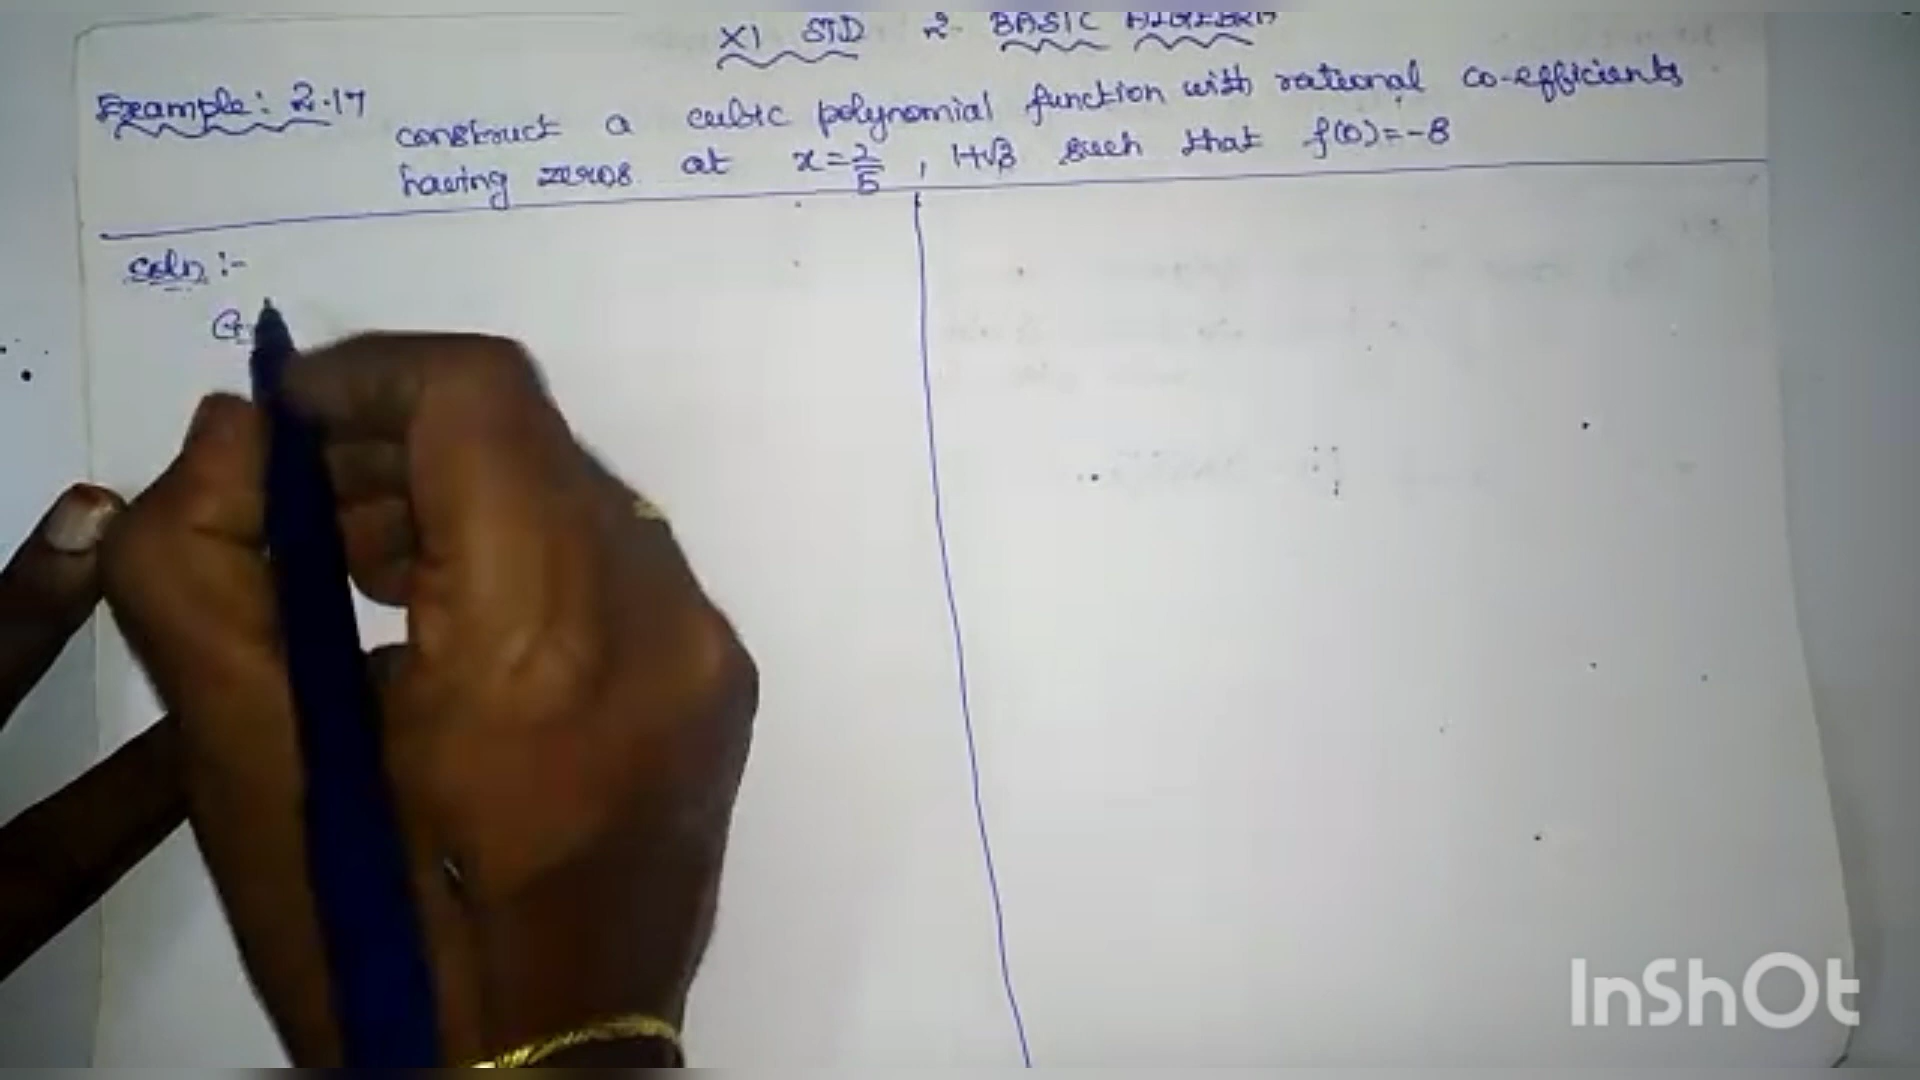 XI STD 2. BASIC ALGEBRA
Example: 2.17
construct a cubic polynomial function with rational co-efficients
having zeros at x = 2/5, 1+√3 such that f(0) = -8
Soln :-
G
InShOt